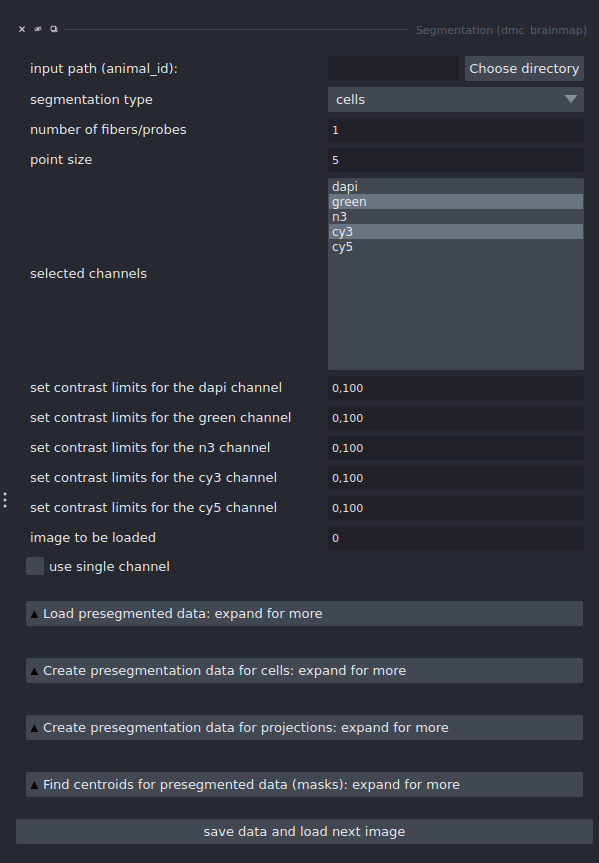 Segmentation (dmc_brainmap)
input path (animal_id): Choose directory
segmentation type cells
number of fibers/probes 1
point size 5
dapi
green
n3
cy3
cy5
selected channels
set contrast limits for the dapi channel 0,100
set contrast limits for the green channel 0,100
set contrast limits for the n3 channel 0,100
set contrast limits for the cy3 channel 0,100
set contrast limits for the cy5 channel 0,100
image to be loaded 0
use single channel
▲ Load presegmented data: expand for more
▲ Create presegmentation data for cells: expand for more
▲ Create presegmentation data for projections: expand for more
▲ Find centroids for presegmented data (masks): expand for more
save data and load next image